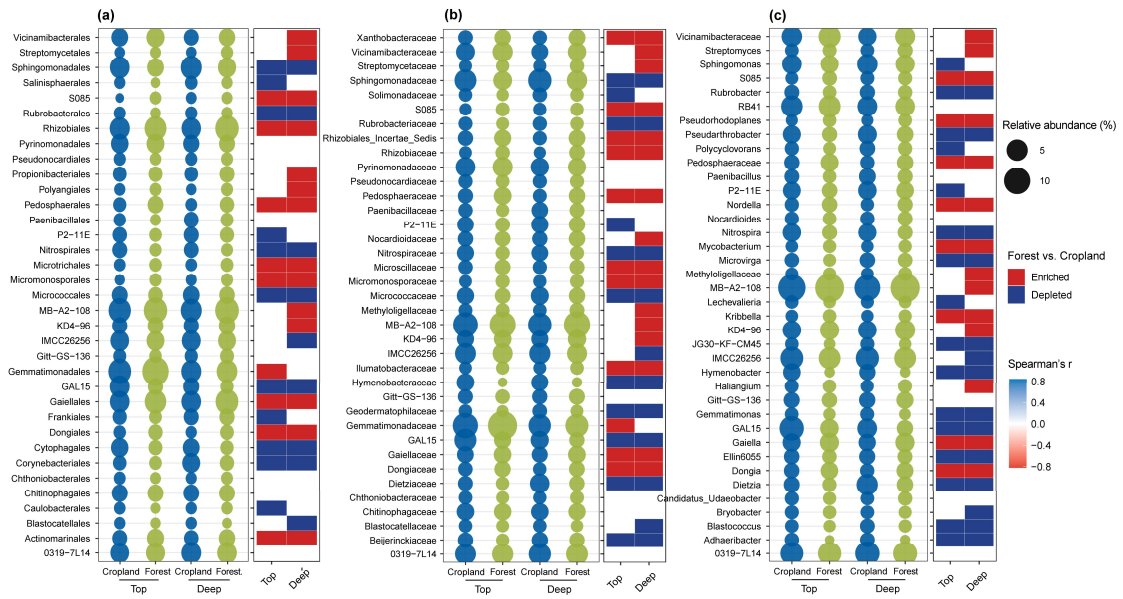 (a)
Vicinamibacterales
Streptomycetales
Sphingomonadales
Salinisphaerales
S085
Rubrobacterales
Rhizobiales
Pyrinomonadales
Pseudonocardiales
Propionibacteriales
Polyangiales
Pedosphaerales
Paenibacillales
P2-11E
Nitrospirales
Microtrichales
Micromonosporales
Micrococcales
MB-A2-108
KD4-96
IMCC26256
Gitt-GS-136
Gemmatimonadales
GAL15
Gaiellales
Frankiales
Dongiales
Cytophagales
Corynebacteriales
Chthoniobacterales
Chitinophagales
Caulobacterales
Blastocatellales
Actinomarinales
0319-7L14
Cropland Forest Cropland Forest.
Top Deep
Top Deep
(b)
Xanthobacteraceae
Vicinamibacteraceae
Streptomycetaceae
Sphingomonadaceae
Solimonadaceae
S085
Rubrobacteriaceae
Rhizobiales_Incertae_Sedis
Rhizobiaceae
Pyrinomonadaceae
Pseudonocardiaceae
Pedosphaeraceae
Paenibacillaceae
P2-11E
Nocardioidaceae
Nitrospiraceae
Microscillaceae
Micromonosporaceae
Micrococcaceae
Methyloligellaceae
MB-A2-108
KD4-96
IMCC26256
Ilumatobacteraceae
Hymenobacteraceae
Gitt-GS-136
Geodermatophilaceae
Gemmatimonadaceae
GAL15
Gaiellaceae
Dongiaceae
Dietziaceae
Chthoniobacteraceae
Chitinophagaceae
Blastocatellaceae
Beijerinckiaceae
0319-7L14
Cropland Forest Cropland Forest
Top Deep
Top Deep
(c)
Vicinamibacteraceae
Streptomyces
Sphingomonas
S085
Rubrobacter
RB41
Pseudorhodoplanes
Pseudarthrobacter
Polycyclovorans
Pedosphaeraceae
Paenibacillus
P2-11E
Nordella
Nocardioides
Nitrospira
Mycobacterium
Microvirga
Methyloligellaceae
MB-A2-108
Lechevalieria
Kribbella
KD4-96
JG30-KF-CM45
IMCC26256
Hymenobacter
Haliangium
Gitt-GS-136
Gemmatimonas
GAL15
Gaiella
Ellin6055
Dongia
Dietzia
Candidatus_Udaeobacter
Bryobacter
Blastococcus
Adhaeribacter
0319-7L14
Cropland Forest Cropland Forest
Top Deep
Top Deep
Relative abundance (%)
5
10
Forest vs. Cropland
Enriched
Depleted
Spearman's r
0.8
0.4
0.0
-0.4
-0.8